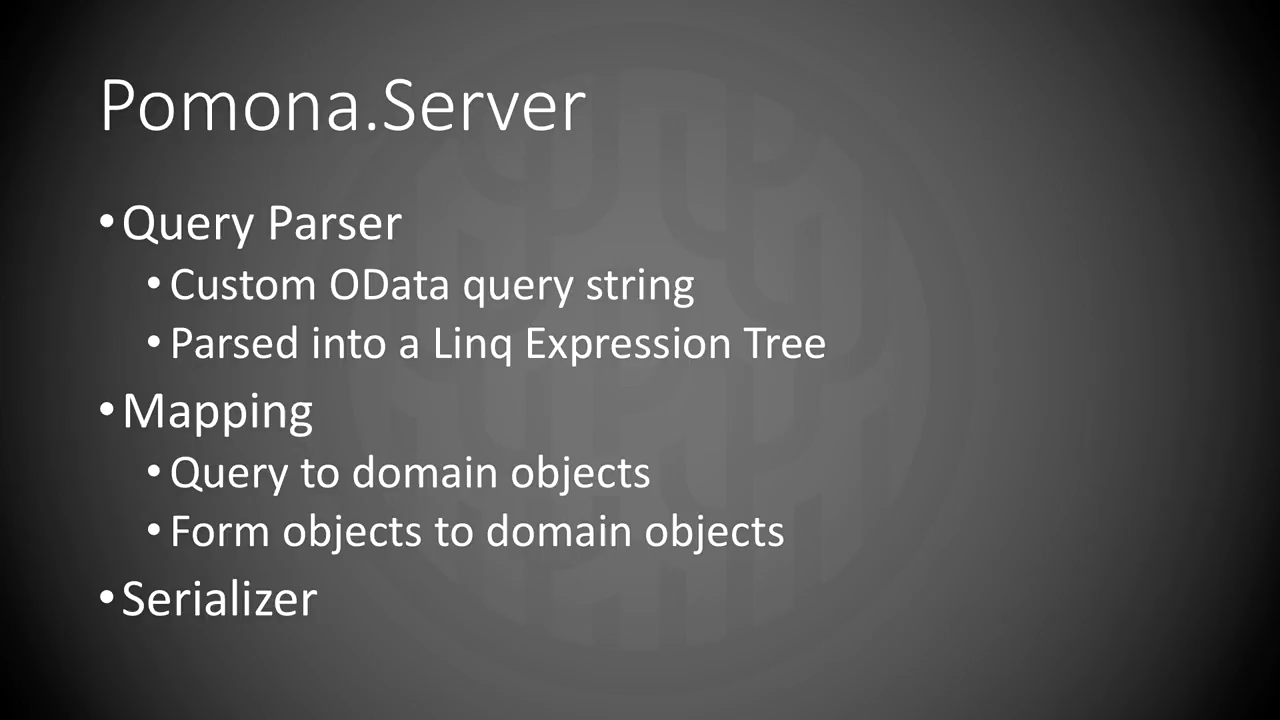 Pomona.Server
•Query Parser
•Custom OData query string
•Parsed into a Linq Expression Tree
•Mapping
•Query to domain objects
•Form objects to domain objects
•Serializer